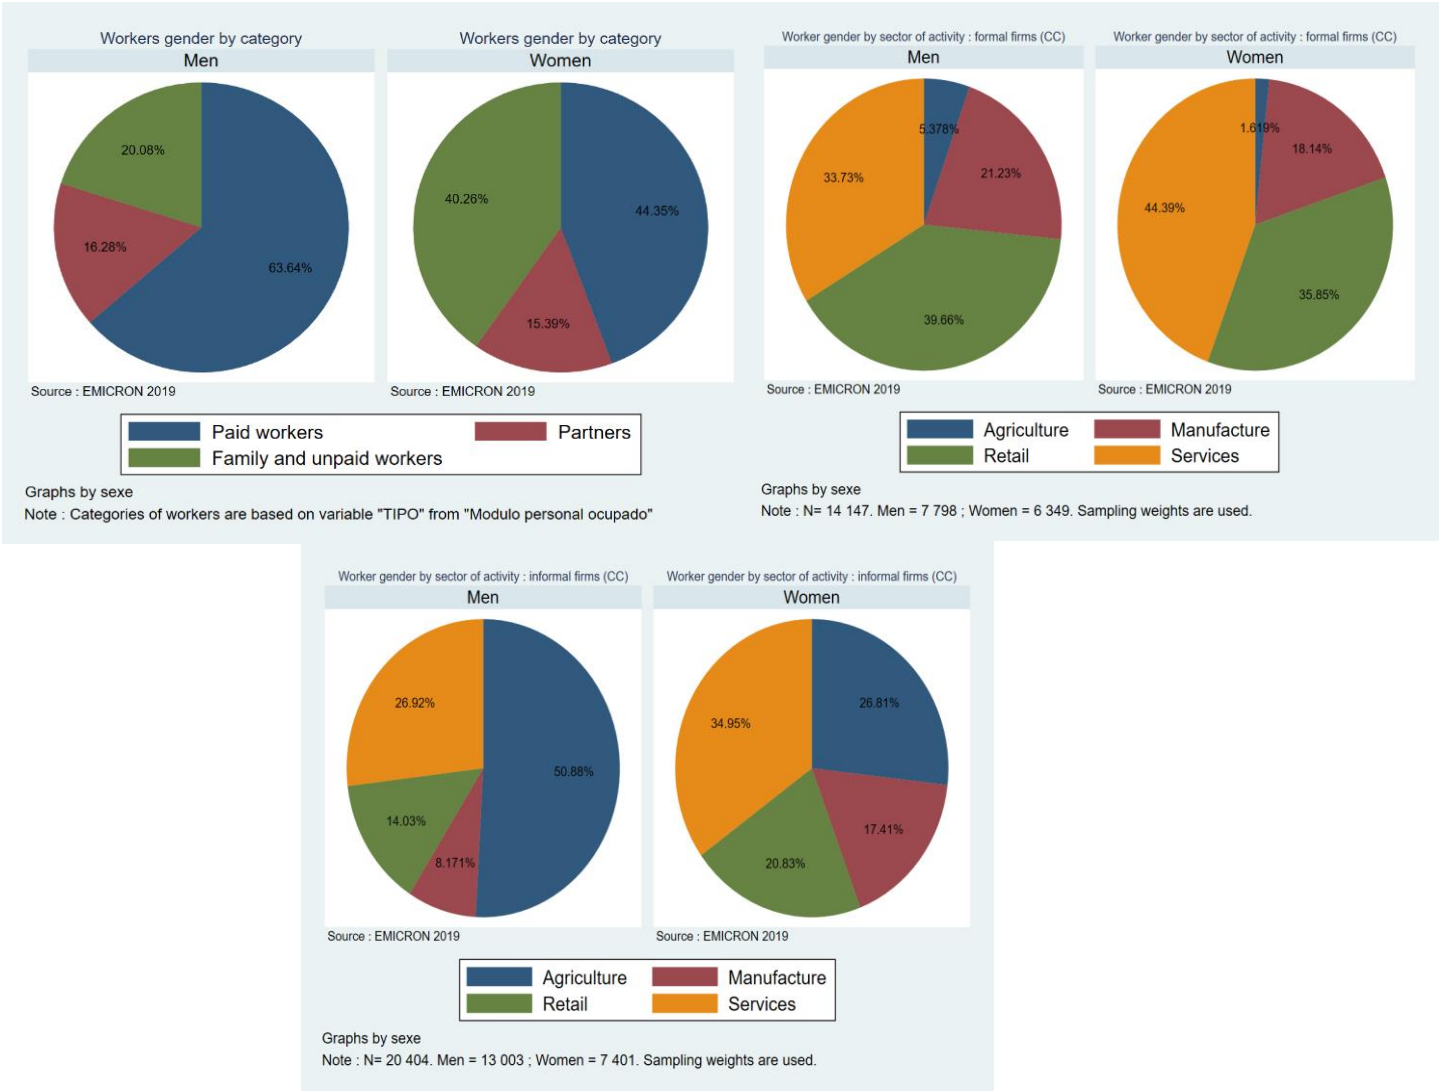 Workers gender by category
Men
20.08%
16.28%
63.64%
Source : EMICRON 2019
Workers gender by category
Women
40.26%
44.35%
15.39%
Source : EMICRON 2019
Paid workers
Partners
Family and unpaid workers
Graphs by sexe
Note : Categories of workers are based on variable "TIPO" from "Modulo personal ocupado"
Worker gender by sector of activity : formal firms (CC)
Men
5.378%
21.23%
33.73%
39.66%
Source : EMICRON 2019
Worker gender by sector of activity : formal firms (CC)
Women
1.619%
18.14%
44.39%
35.85%
Source : EMICRON 2019
Agriculture
Manufacture
Retail
Services
Graphs by sexe
Note : N= 14 147. Men = 7 798 ; Women = 6 349. Sampling weights are used.
Worker gender by sector of activity : informal firms (CC)
Men
26.92%
50.88%
14.03%
8.171%
Source : EMICRON 2019
Worker gender by sector of activity : informal firms (CC)
Women
26.81%
34.95%
17.41%
20.83%
Source : EMICRON 2019
Agriculture
Manufacture
Retail
Services
Graphs by sexe
Note : N= 20 404. Men = 13 003 ; Women = 7 401. Sampling weights are used.